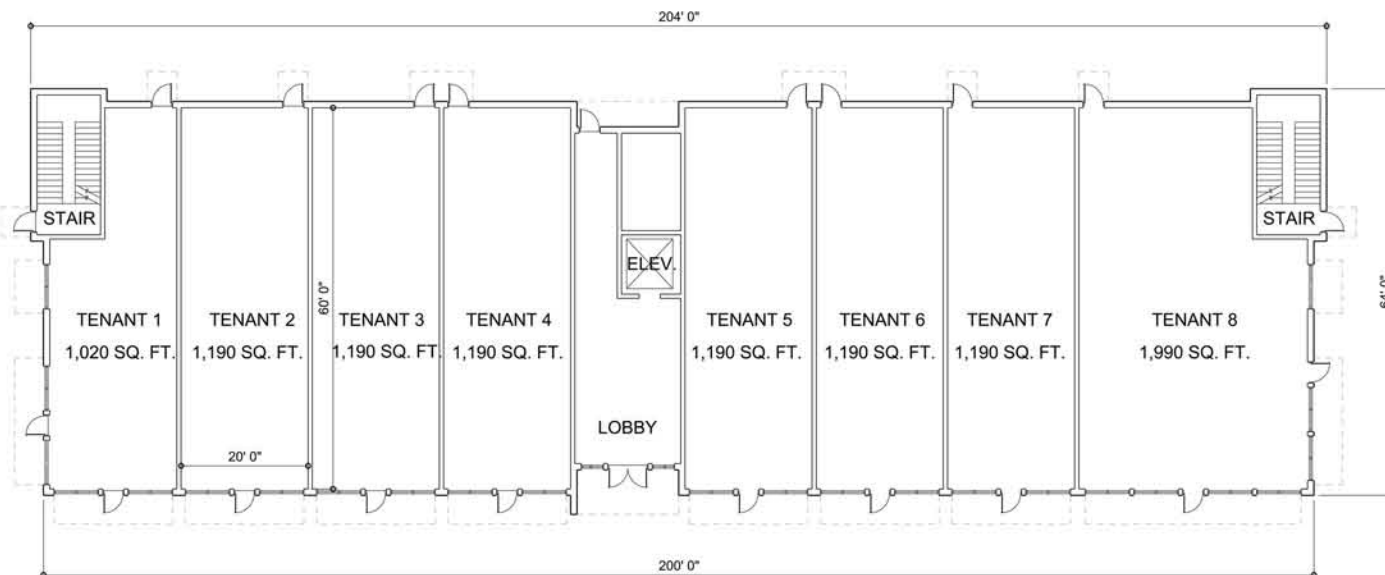 204' 0"
STAIR
STAIR
ELEV.
60' 0"
64' 0"
TENANT 1
1,020 SQ. FT.
TENANT 2
1,190 SQ. FT.
TENANT 3
1,190 SQ. FT.
TENANT 4
1,190 SQ. FT.
TENANT 5
1,190 SQ. FT.
TENANT 6
1,190 SQ. FT.
TENANT 7
1,190 SQ. FT.
TENANT 8
1,990 SQ. FT.
LOBBY
20' 0"
200' 0"